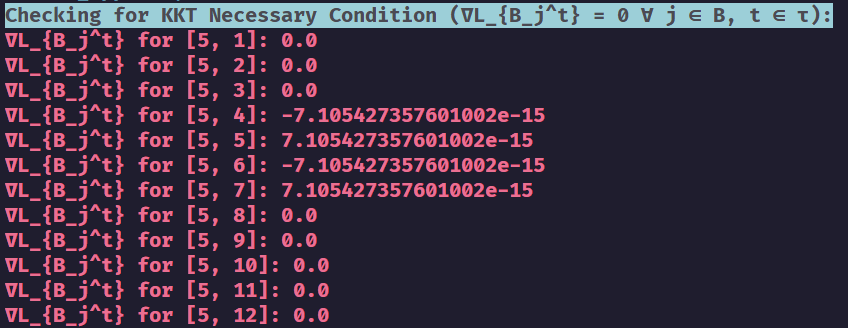 Checking for KKT Necessary Condition (∇L_{B_j^t} = 0 ∀ j ∈ B, t ∈ τ):
∇L_{B_j^t} for [5, 1]: 0.0
∇L_{B_j^t} for [5, 2]: 0.0
∇L_{B_j^t} for [5, 3]: 0.0
∇L_{B_j^t} for [5, 4]: -7.105427357601002e-15
∇L_{B_j^t} for [5, 5]: 7.105427357601002e-15
∇L_{B_j^t} for [5, 6]: -7.105427357601002e-15
∇L_{B_j^t} for [5, 7]: 7.105427357601002e-15
∇L_{B_j^t} for [5, 8]: 0.0
∇L_{B_j^t} for [5, 9]: 0.0
∇L_{B_j^t} for [5, 10]: 0.0
∇L_{B_j^t} for [5, 11]: 0.0
∇L_{B_j^t} for [5, 12]: 0.0